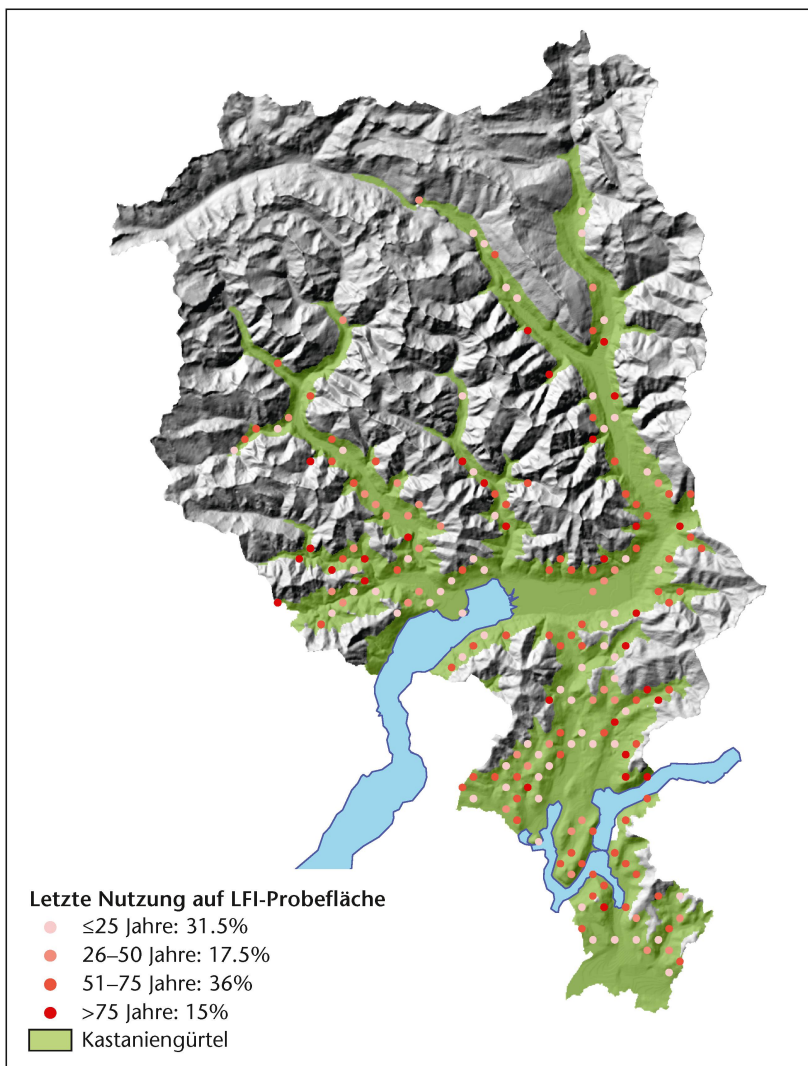 Letzte Nutzung auf LFI-Probefläche
≤25 Jahre: 31.5%
26–50 Jahre: 17.5%
51–75 Jahre: 36%
>75 Jahre: 15%
Kastaniengürtel